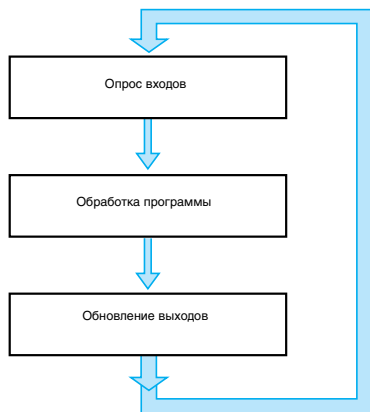 Опрос входов
Обработка программы
Обновление выходов